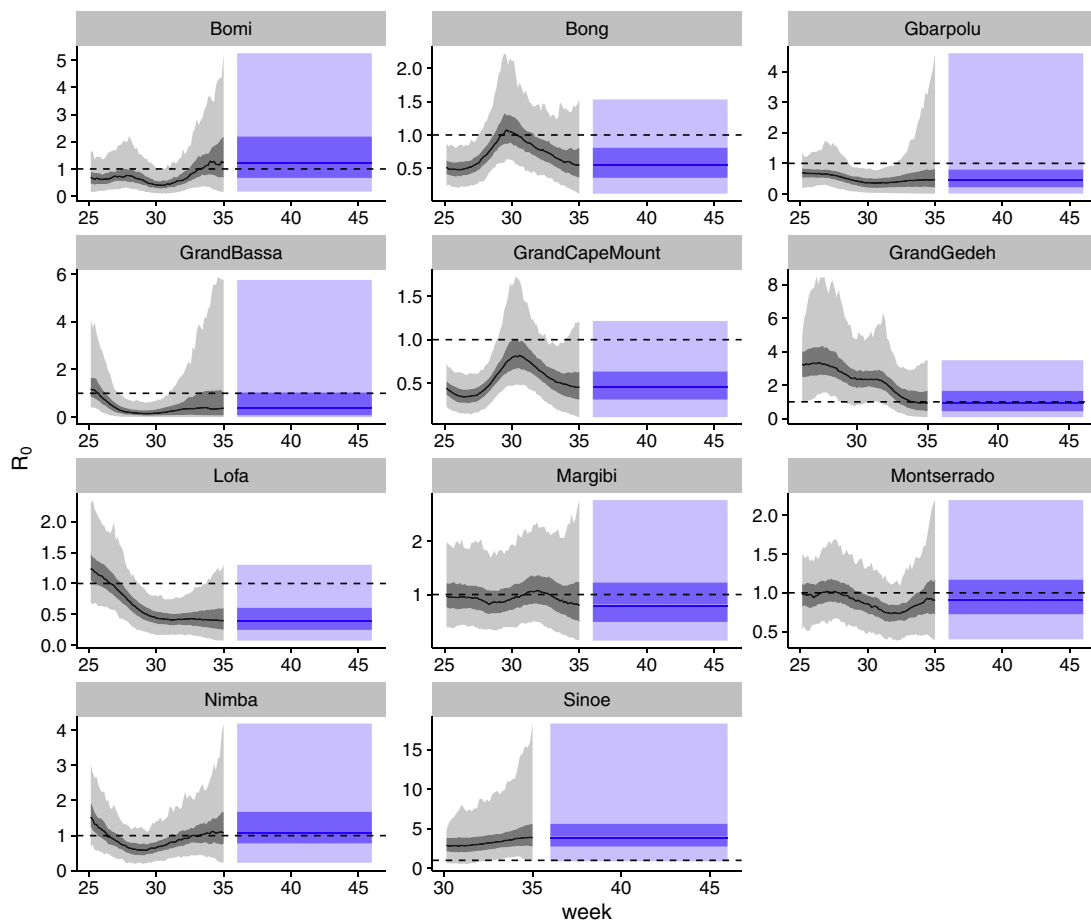 Bomi Bong Gbarpolu
5 4 3 2 1 0
2.0 1.5 1.0 0.5
4 3 2 1 0
25 30 35 40 45
25 30 35 40 45
25 30 35 40 45
GrandBassa GrandCapeMount GrandGedeh
6 4 2 0
1.5 1.0 0.5
8 6 4 2 0
25 30 35 40 45
25 30 35 40 45
30 35 40 45
R0
Lofa Margibi Montserrado
2.0 1.5 1.0 0.5 0.0
2 1
2.0 1.5 1.0 0.5
25 30 35 40 45
25 30 35 40 45
25 30 35 40 45
Nimba Sinoe
4 3 2 1 0
15 10 5 0
25 30 35 40 45
30 35 40 45
week